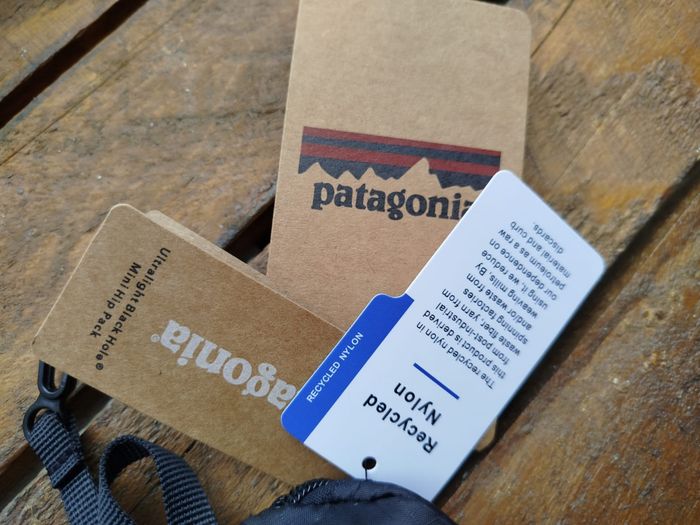 patagonia
Ultralight Black Hole®
Mini Hip Pack
agonia®
RECYCLED NYLON
Recycled
Nylon
The recycled nylon in
this product is derived
from post-industrial
waste fiber, yarn from
spinning factories
and/or waste from
weaving mills. By
using it, we reduce
our dependence on
petroleum as a raw
material and curb
discards.